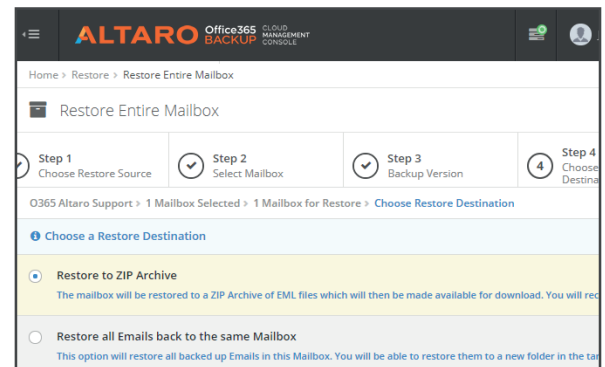 ALTARO Office365 BACKUP CLOUD MANAGEMENT CONSOLE
Home > Restore > Restore Entire Mailbox
Restore Entire Mailbox
Step 1
Choose Restore Source
Step 2
Select Mailbox
Step 3
Backup Version
4
Step 4
Choose
Destina
O365 Altaro Support > 1 Mailbox Selected > 1 Mailbox for Restore > Choose Restore Destination
Choose a Restore Destination
Restore to ZIP Archive
The mailbox will be restored to a ZIP Archive of EML files which will then be made available for download. You will rec
Restore all Emails back to the same Mailbox
This option will restore all backed up Emails in this Mailbox. You will be able to restore them to a new folder in the tar